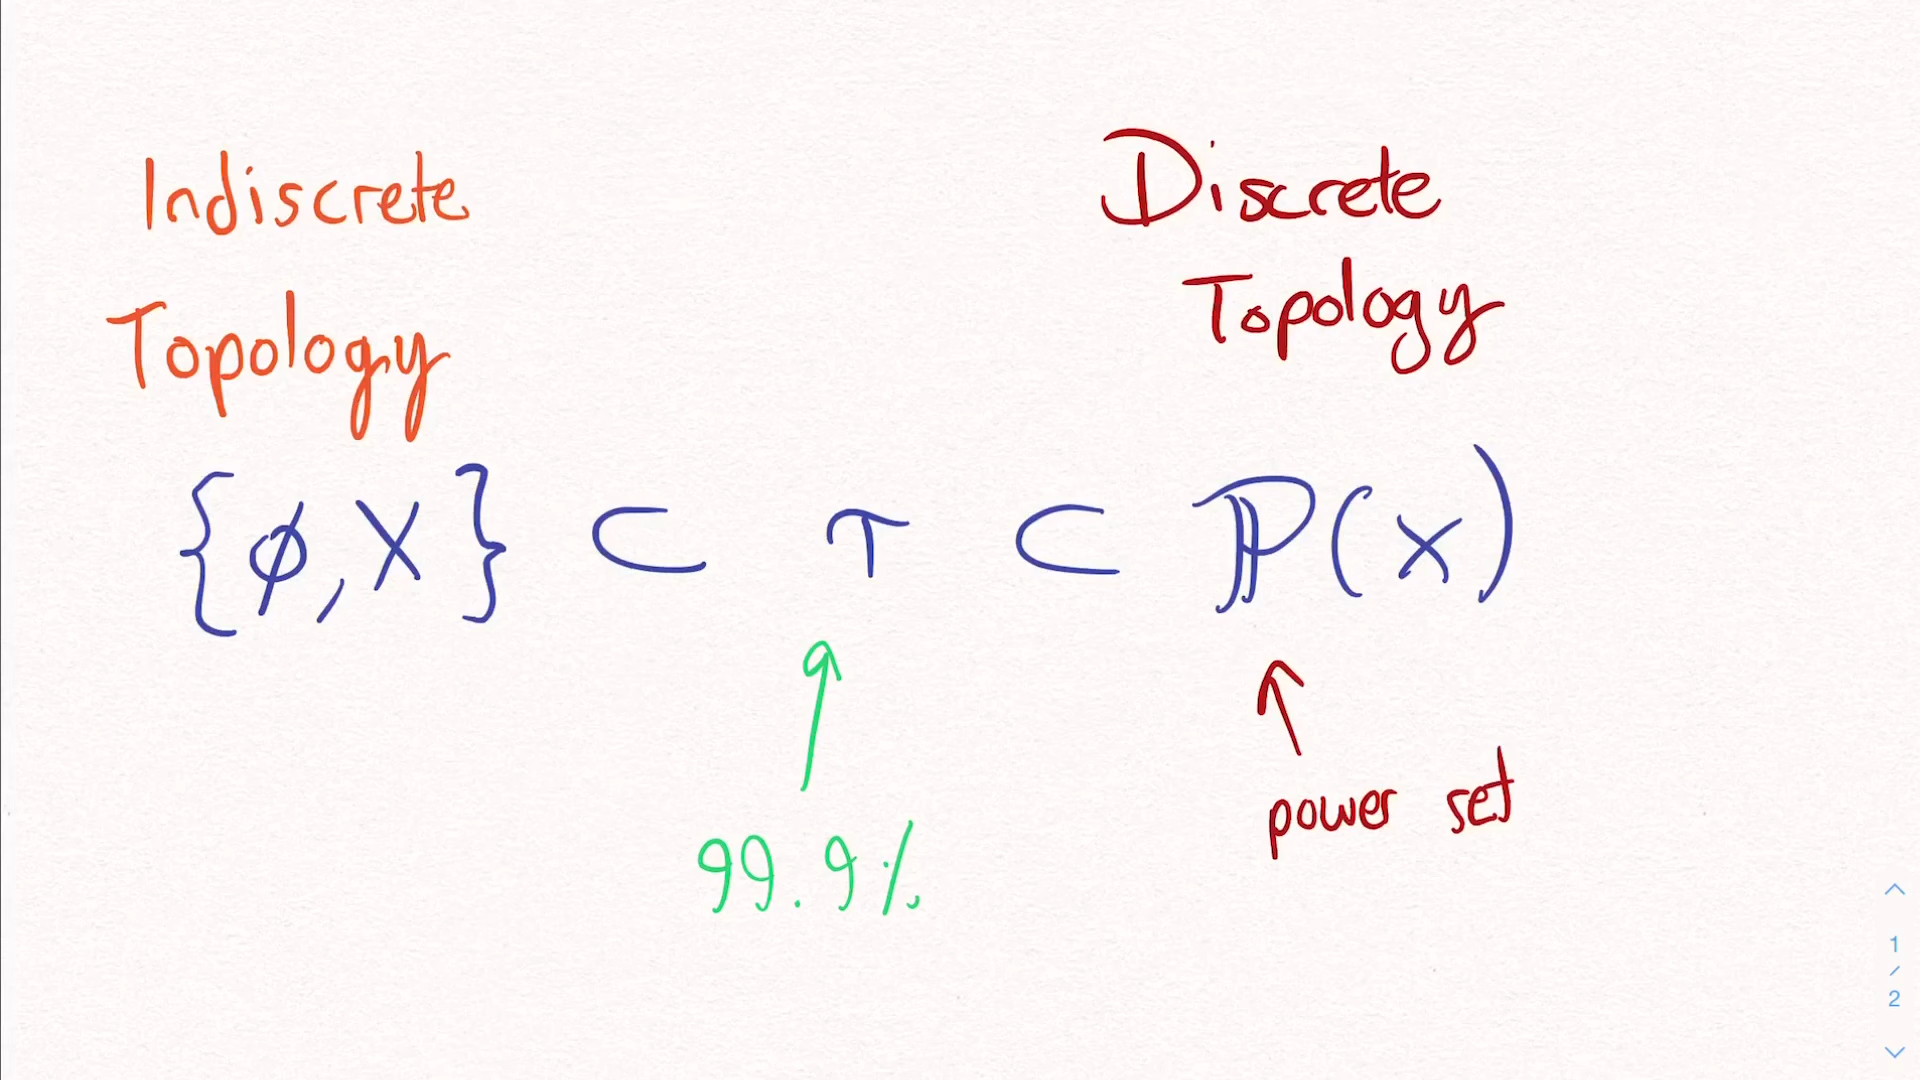 Indiscrete
Topology
Discrete
Topology
{ϕ, X} ⊂ τ ⊂ ℙ(x)
99.9%
power set
1
/
2